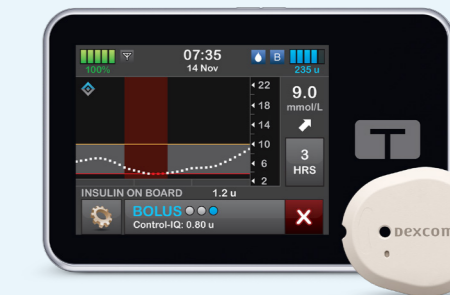 07:35
14 Nov
100%
B
235 u
22
18
14
10
6
2
9.0
mmol/L
3
HRS
INSULIN ON BOARD 1.2 u
BOLUS
Control-IQ: 0.80 u
X
T
DEXCOM